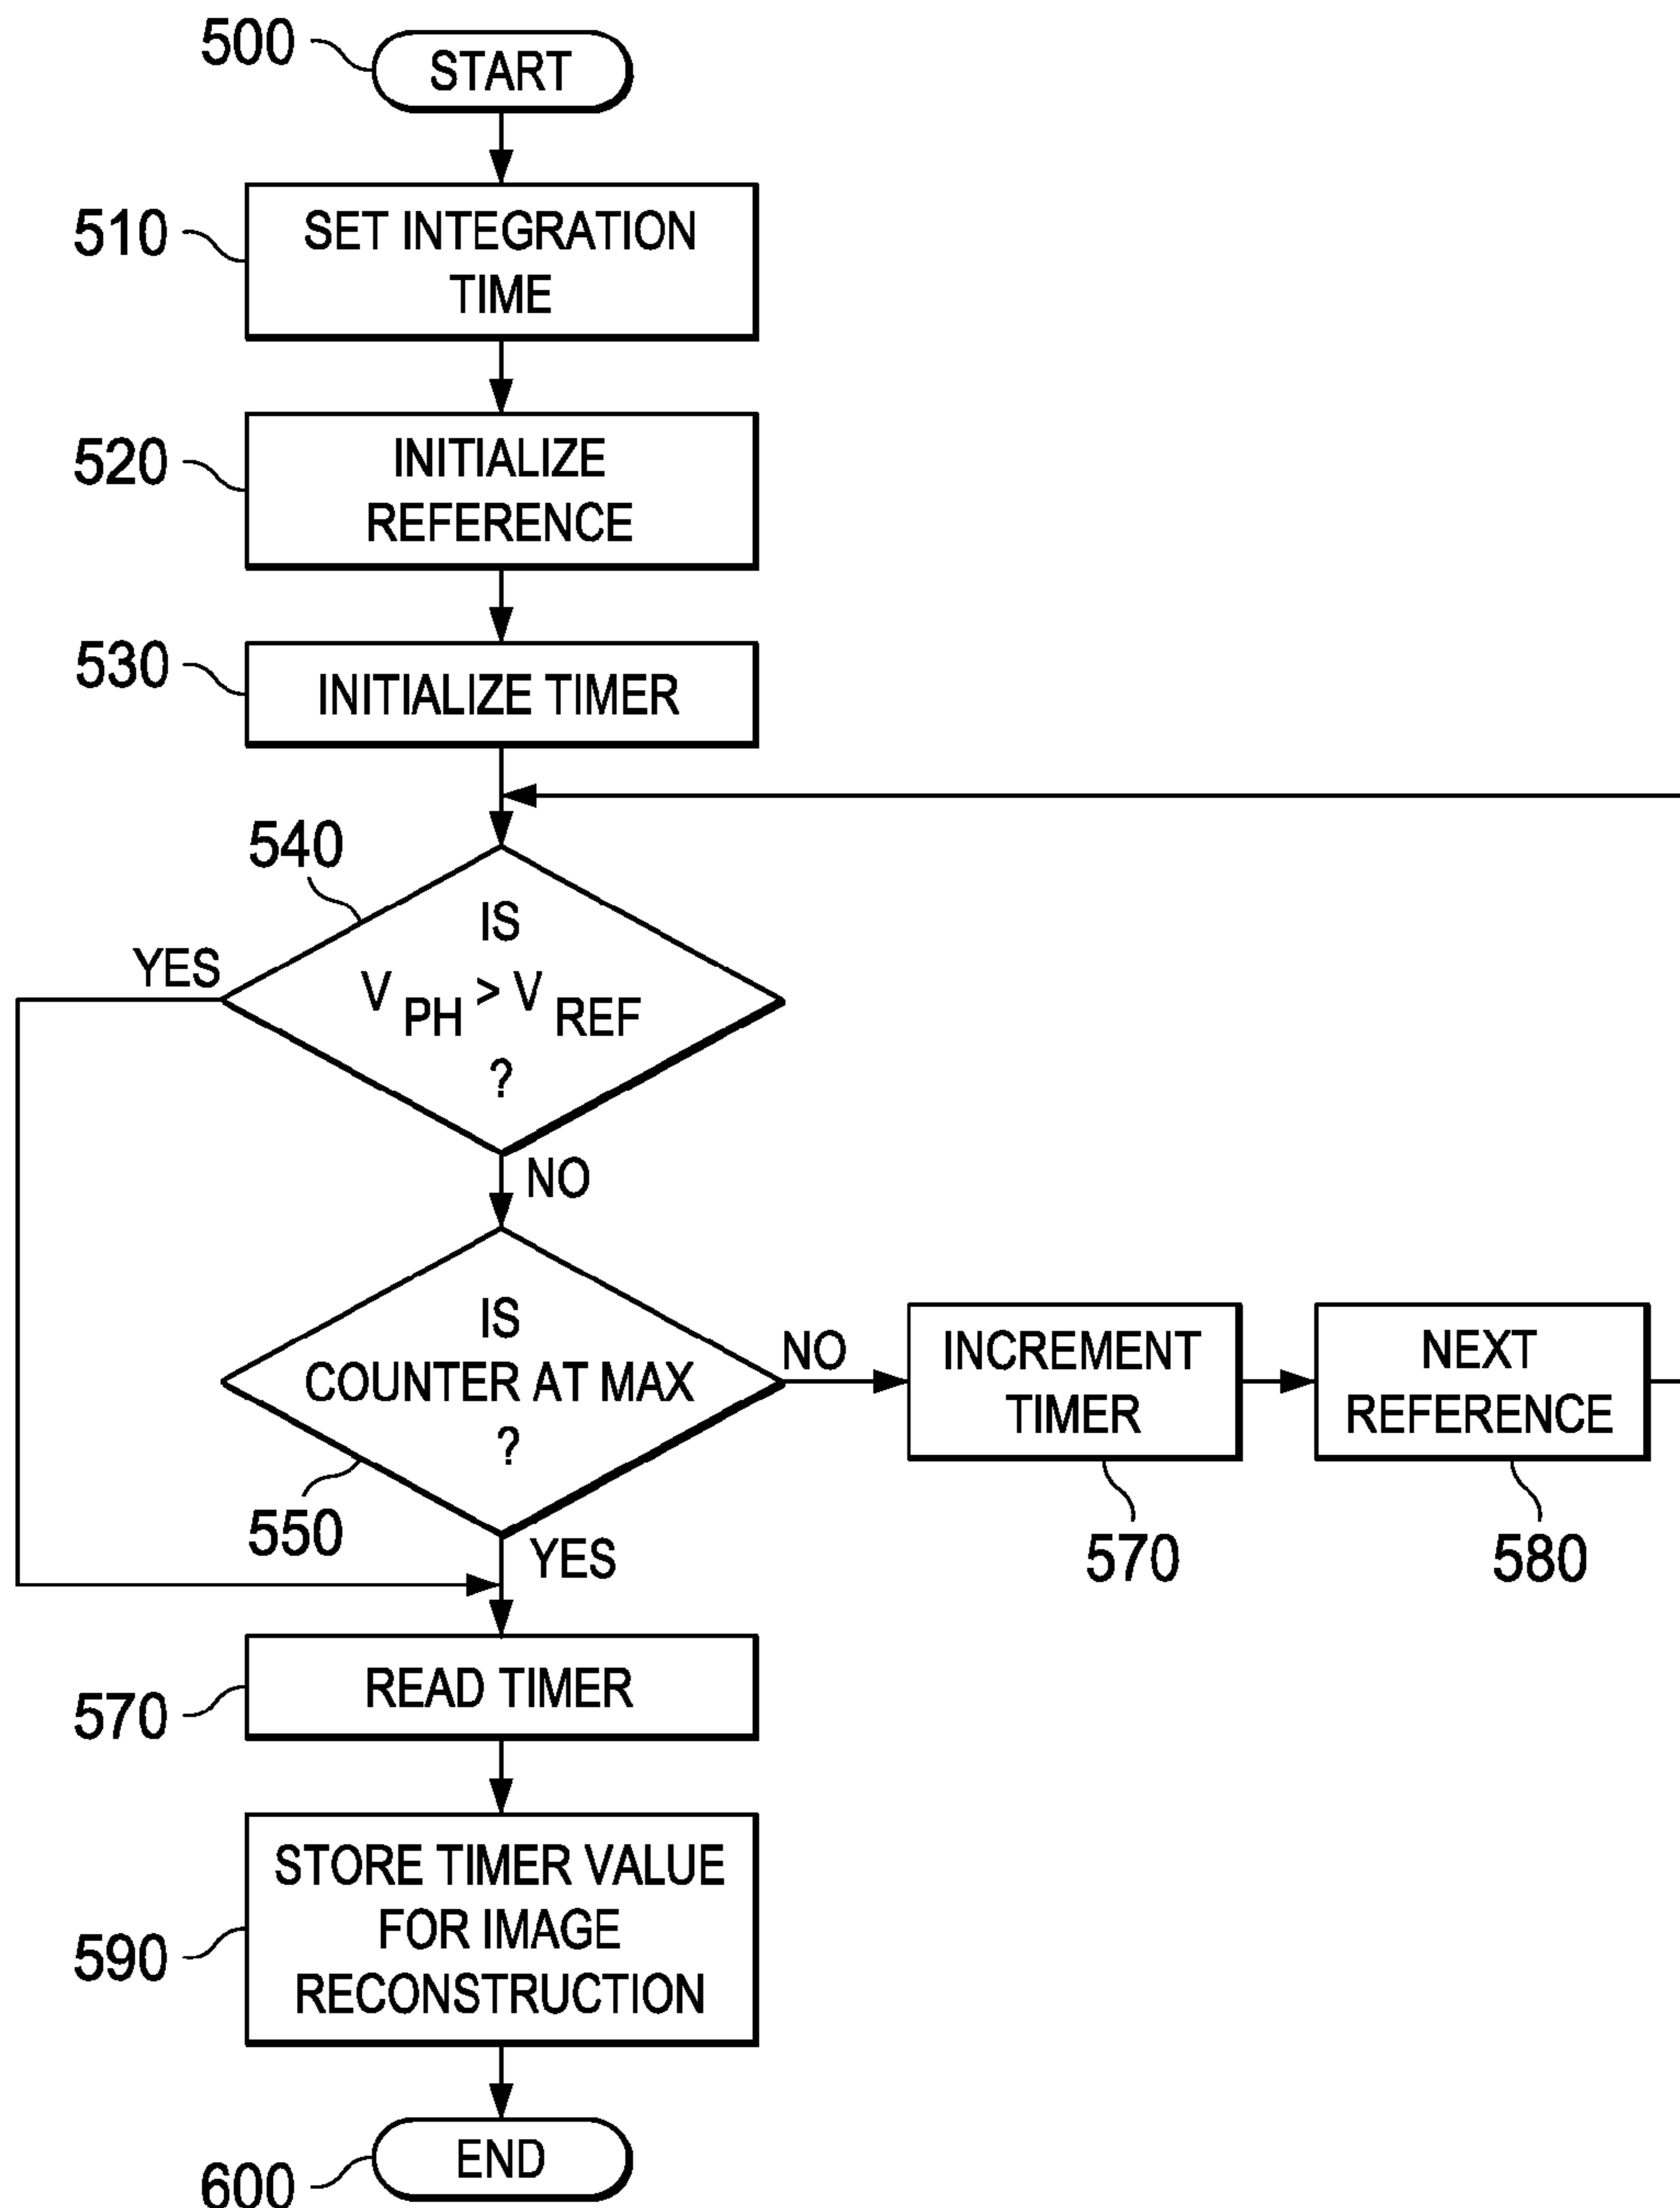 500
START
510
SET INTEGRATION
TIME
520
INITIALIZE
REFERENCE
530
INITIALIZE TIMER
540
IS
YES
V PH > V REF
?
NO
IS
COUNTER AT MAX
?
550
YES
NO
INCREMENT
TIMER
570
NEXT
REFERENCE
580
570
READ TIMER
590
STORE TIMER VALUE
FOR IMAGE
RECONSTRUCTION
END
600